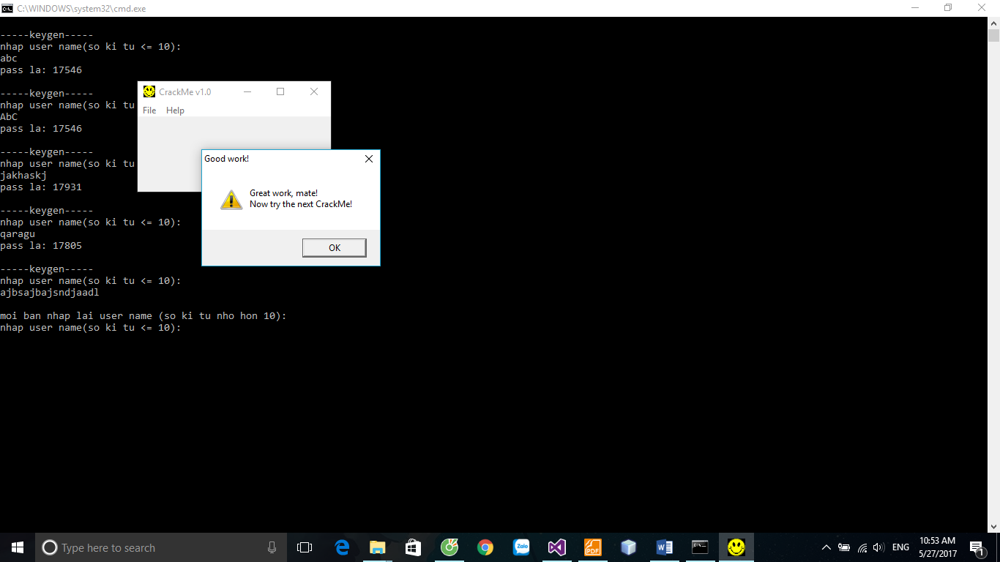 C:\WINDOWS\system32\cmd.exe
-----keygen-----
nhap user name(so ki tu <= 10):
abc
pass la: 17546
-----keygen-----
nhap user name(so ki tu
AbC
pass la: 17546
-----keygen-----
nhap user name(so ki tu
jakhaskj
pass la: 17931
-----keygen-----
nhap user name(so ki tu <= 10):
qaragu
pass la: 17805
-----keygen-----
nhap user name(so ki tu <= 10):
ajbsajbajsndjaadl
moi ban nhap lai user name (so ki tu nho hon 10):
nhap user name(so ki tu <= 10):
CrackMe v1.0
File Help
Good work!
Great work, mate!
Now try the next CrackMe!
OK
Type here to search
Zalo
PDF
ENG
10:53 AM
5/27/2017
1